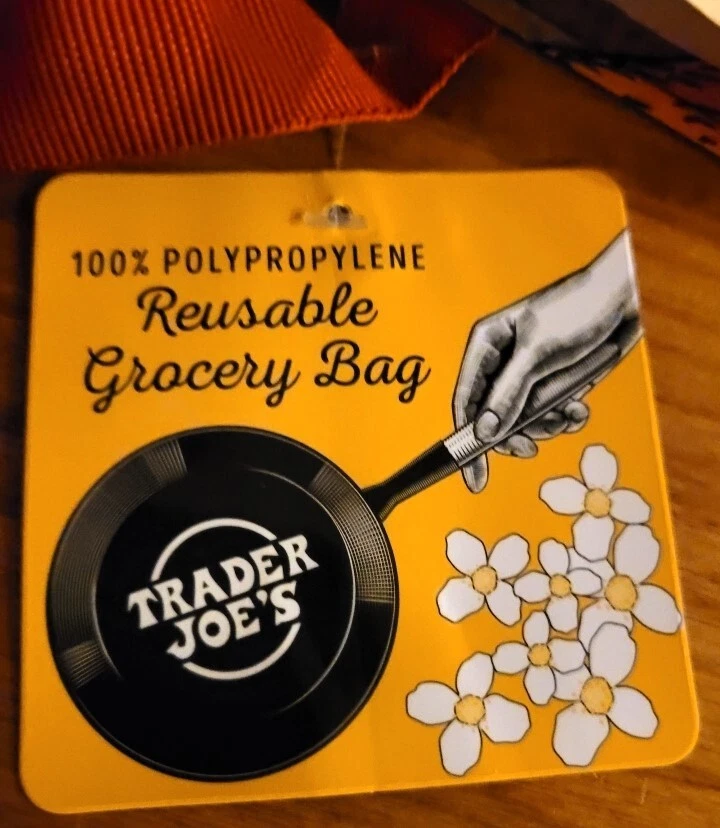 100% POLYPROPYLENE
Reusable
Grocery Bag
TRADER
JOE'S